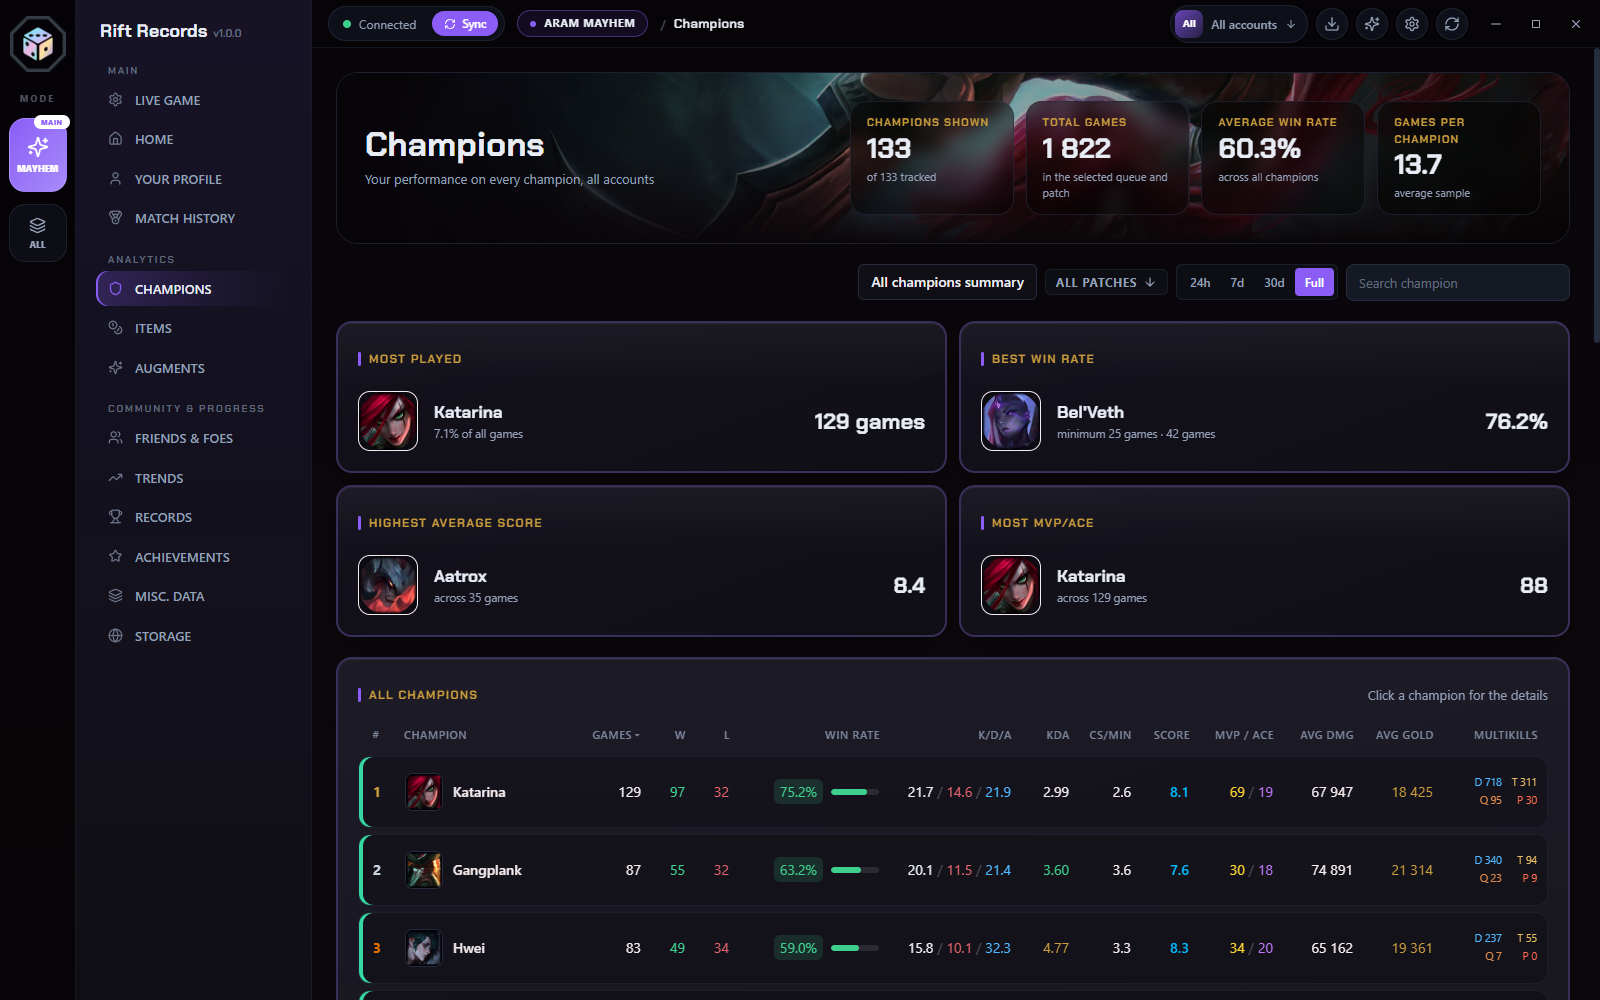 Rift Records v1.0.0
Connected
Sync
ARAM MAYHEM
/ Champions
All
All accounts
MODE
MAIN
MAYHEM
ALL
MAIN
LIVE GAME
HOME
YOUR PROFILE
MATCH HISTORY
ANALYTICS
CHAMPIONS
ITEMS
AUGMENTS
COMMUNITY & PROGRESS
FRIENDS & FOES
TRENDS
RECORDS
ACHIEVEMENTS
MISC. DATA
STORAGE
Champions
Your performance on every champion, all accounts
CHAMPIONS SHOWN
133
of 133 tracked
TOTAL GAMES
1 822
in the selected queue and
patch
AVERAGE WIN RATE
60.3%
across all champions
GAMES PER
CHAMPION
13.7
average sample
All champions summary
ALL PATCHES
24h 7d 30d Full
Search champion
MOST PLAYED
Katarina
7.1% of all games
129 games
BEST WIN RATE
Bel'Veth
minimum 25 games · 42 games
76.2%
HIGHEST AVERAGE SCORE
Aatrox
across 35 games
8.4
MOST MVP/ACE
Katarina
across 129 games
88
ALL CHAMPIONS
Click a champion for the details
# CHAMPION GAMES W L WIN RATE K/D/A KDA CS/MIN SCORE MVP / ACE AVG DMG AVG GOLD MULTIKILLS
1 Katarina 129 97 32 75.2% 21.7 / 14.6 / 21.9 2.99 2.6 8.1 69 / 19 67 947 18 425 D 718 T 311
Q 95 P 30
2 Gangplank 87 55 32 63.2% 20.1 / 11.5 / 21.4 3.60 3.6 7.6 30 / 18 74 891 21 314 D 340 T 94
Q 23 P 9
3 Hwei 83 49 34 59.0% 15.8 / 10.1 / 32.3 4.77 3.3 8.3 34 / 20 65 162 19 361 D 237 T 55
Q 7 P 0